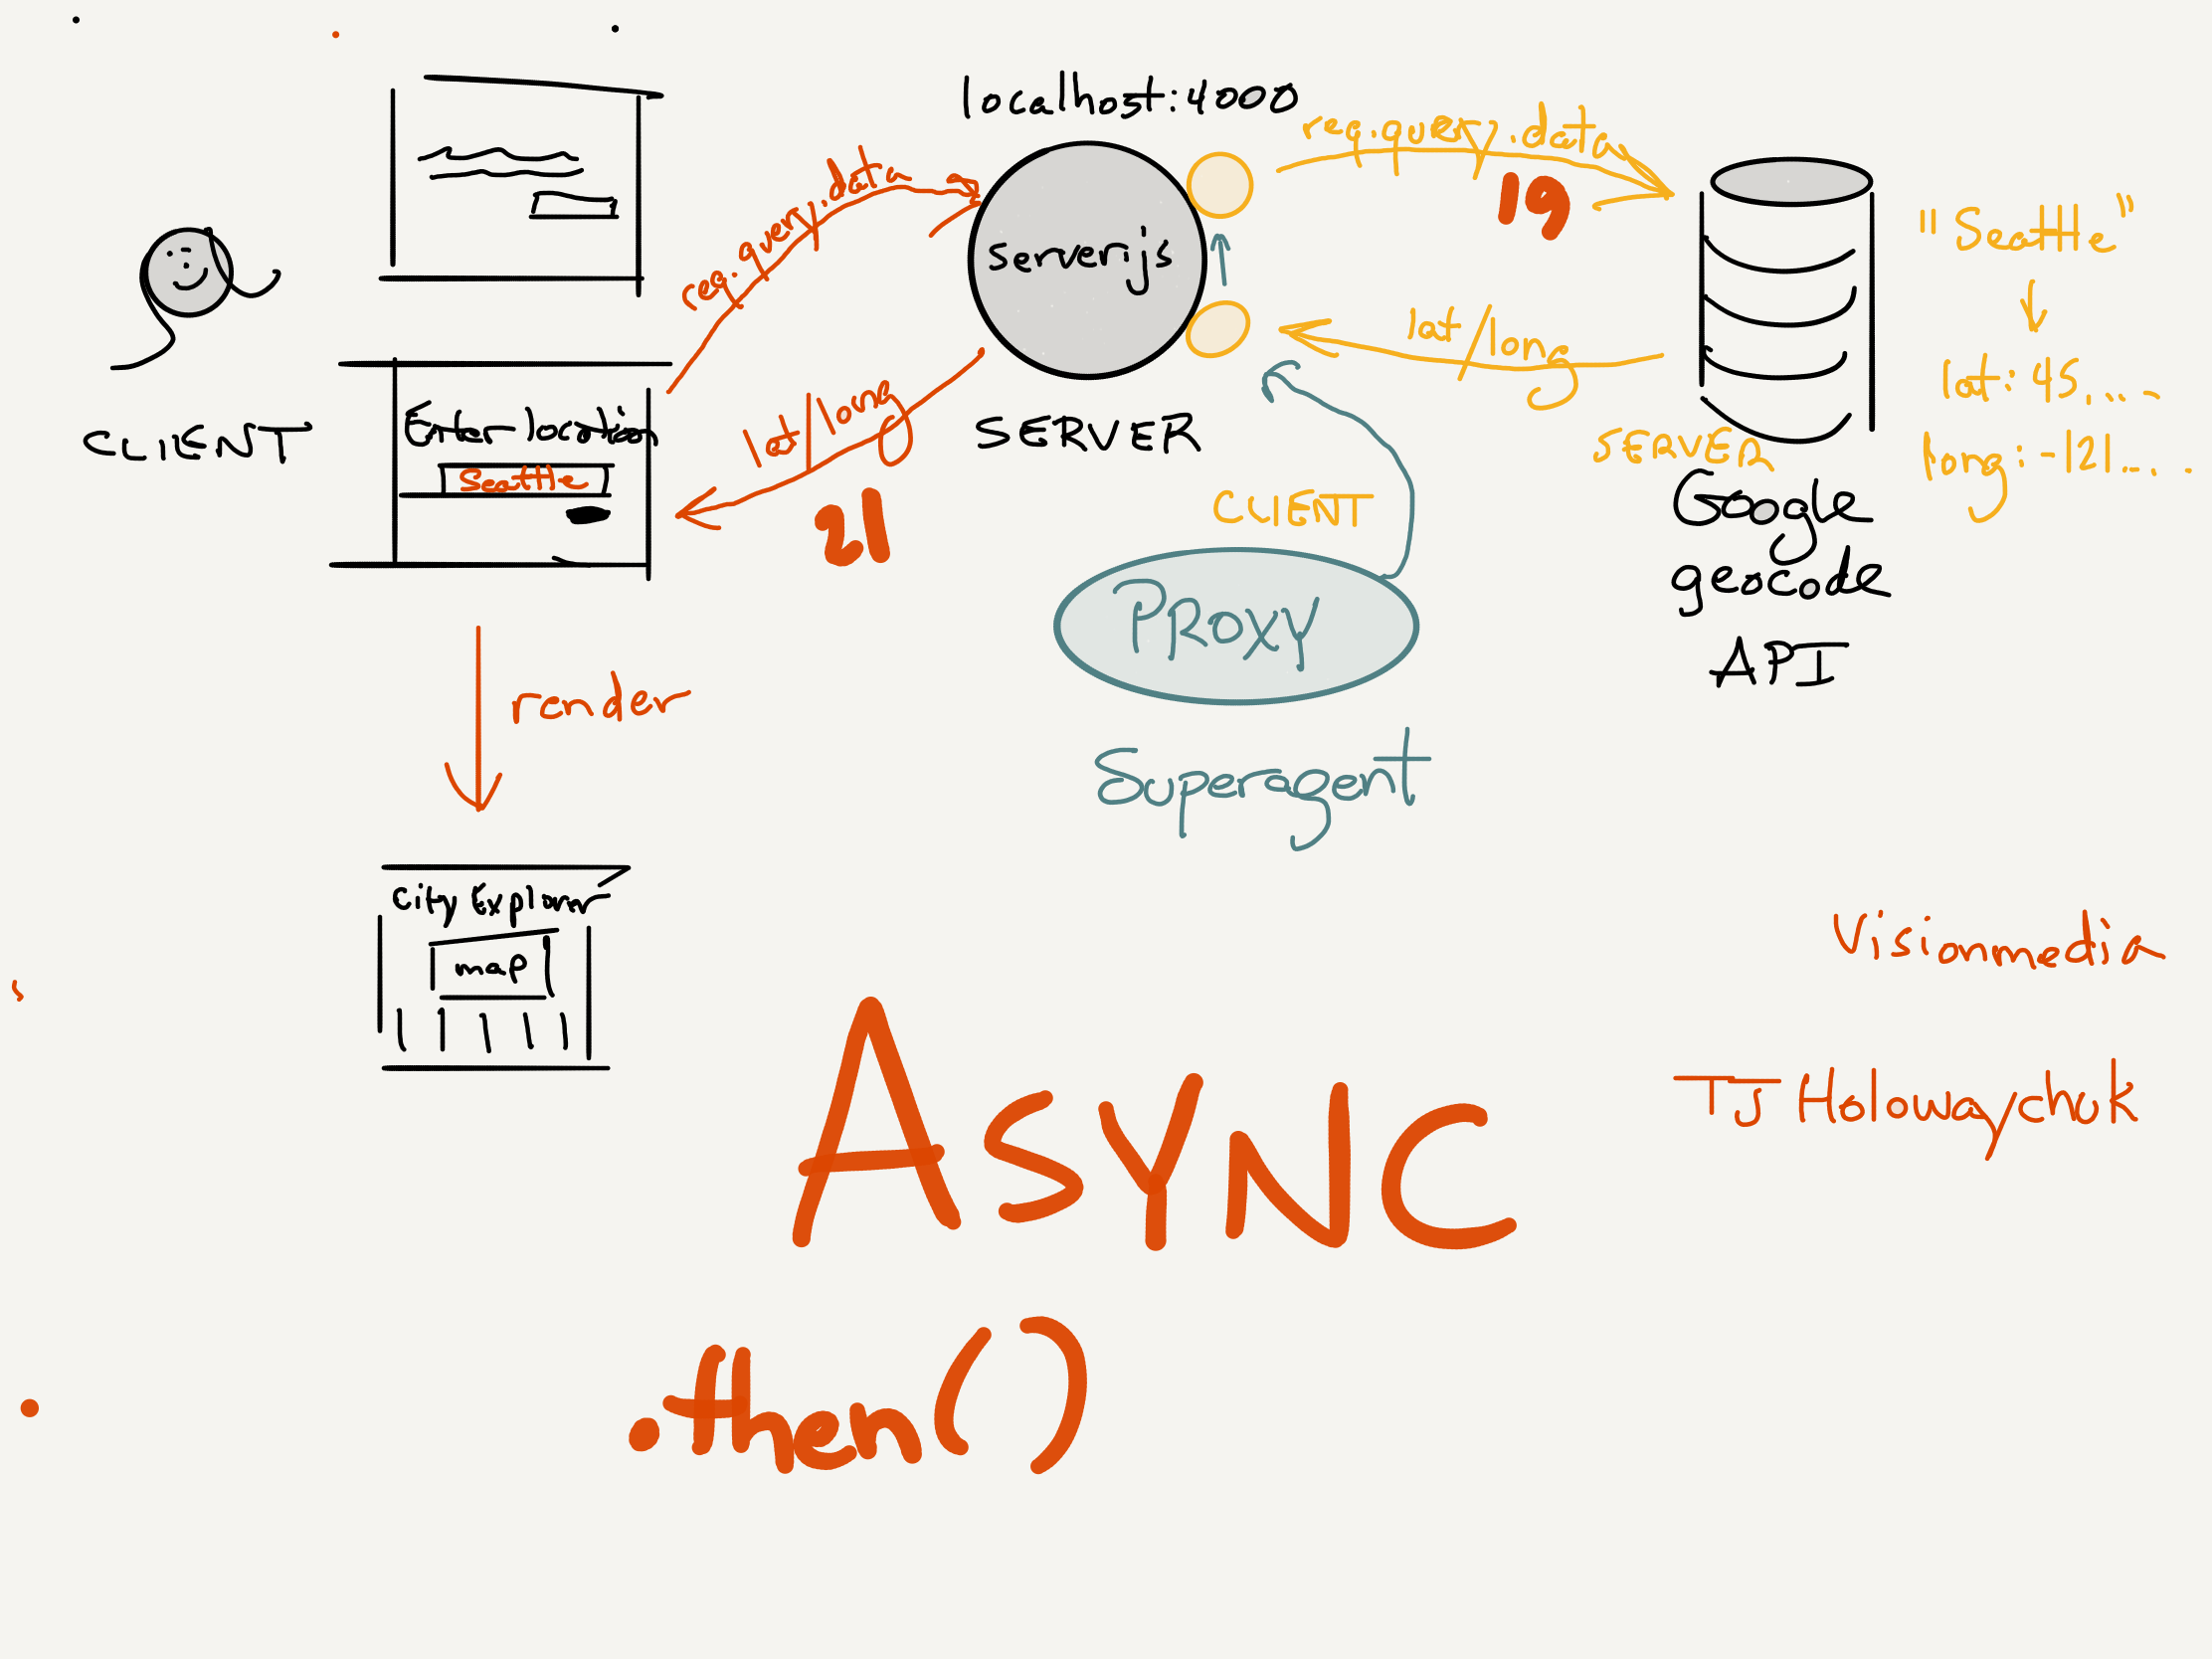 localhost:4000
req.query.data
req.query.data
19
"Seattle"
server.js
lat/long
lat: 45....
long: -121....
CLIENT
Enter location
Seattle
lat/long
21
SERVER
SERVER
CLIENT
Google
geocode
API
PROXY
render
Superagent
City Explorer
map
Visionmedia
ASYNC
TJ Holowaychuk
.then()